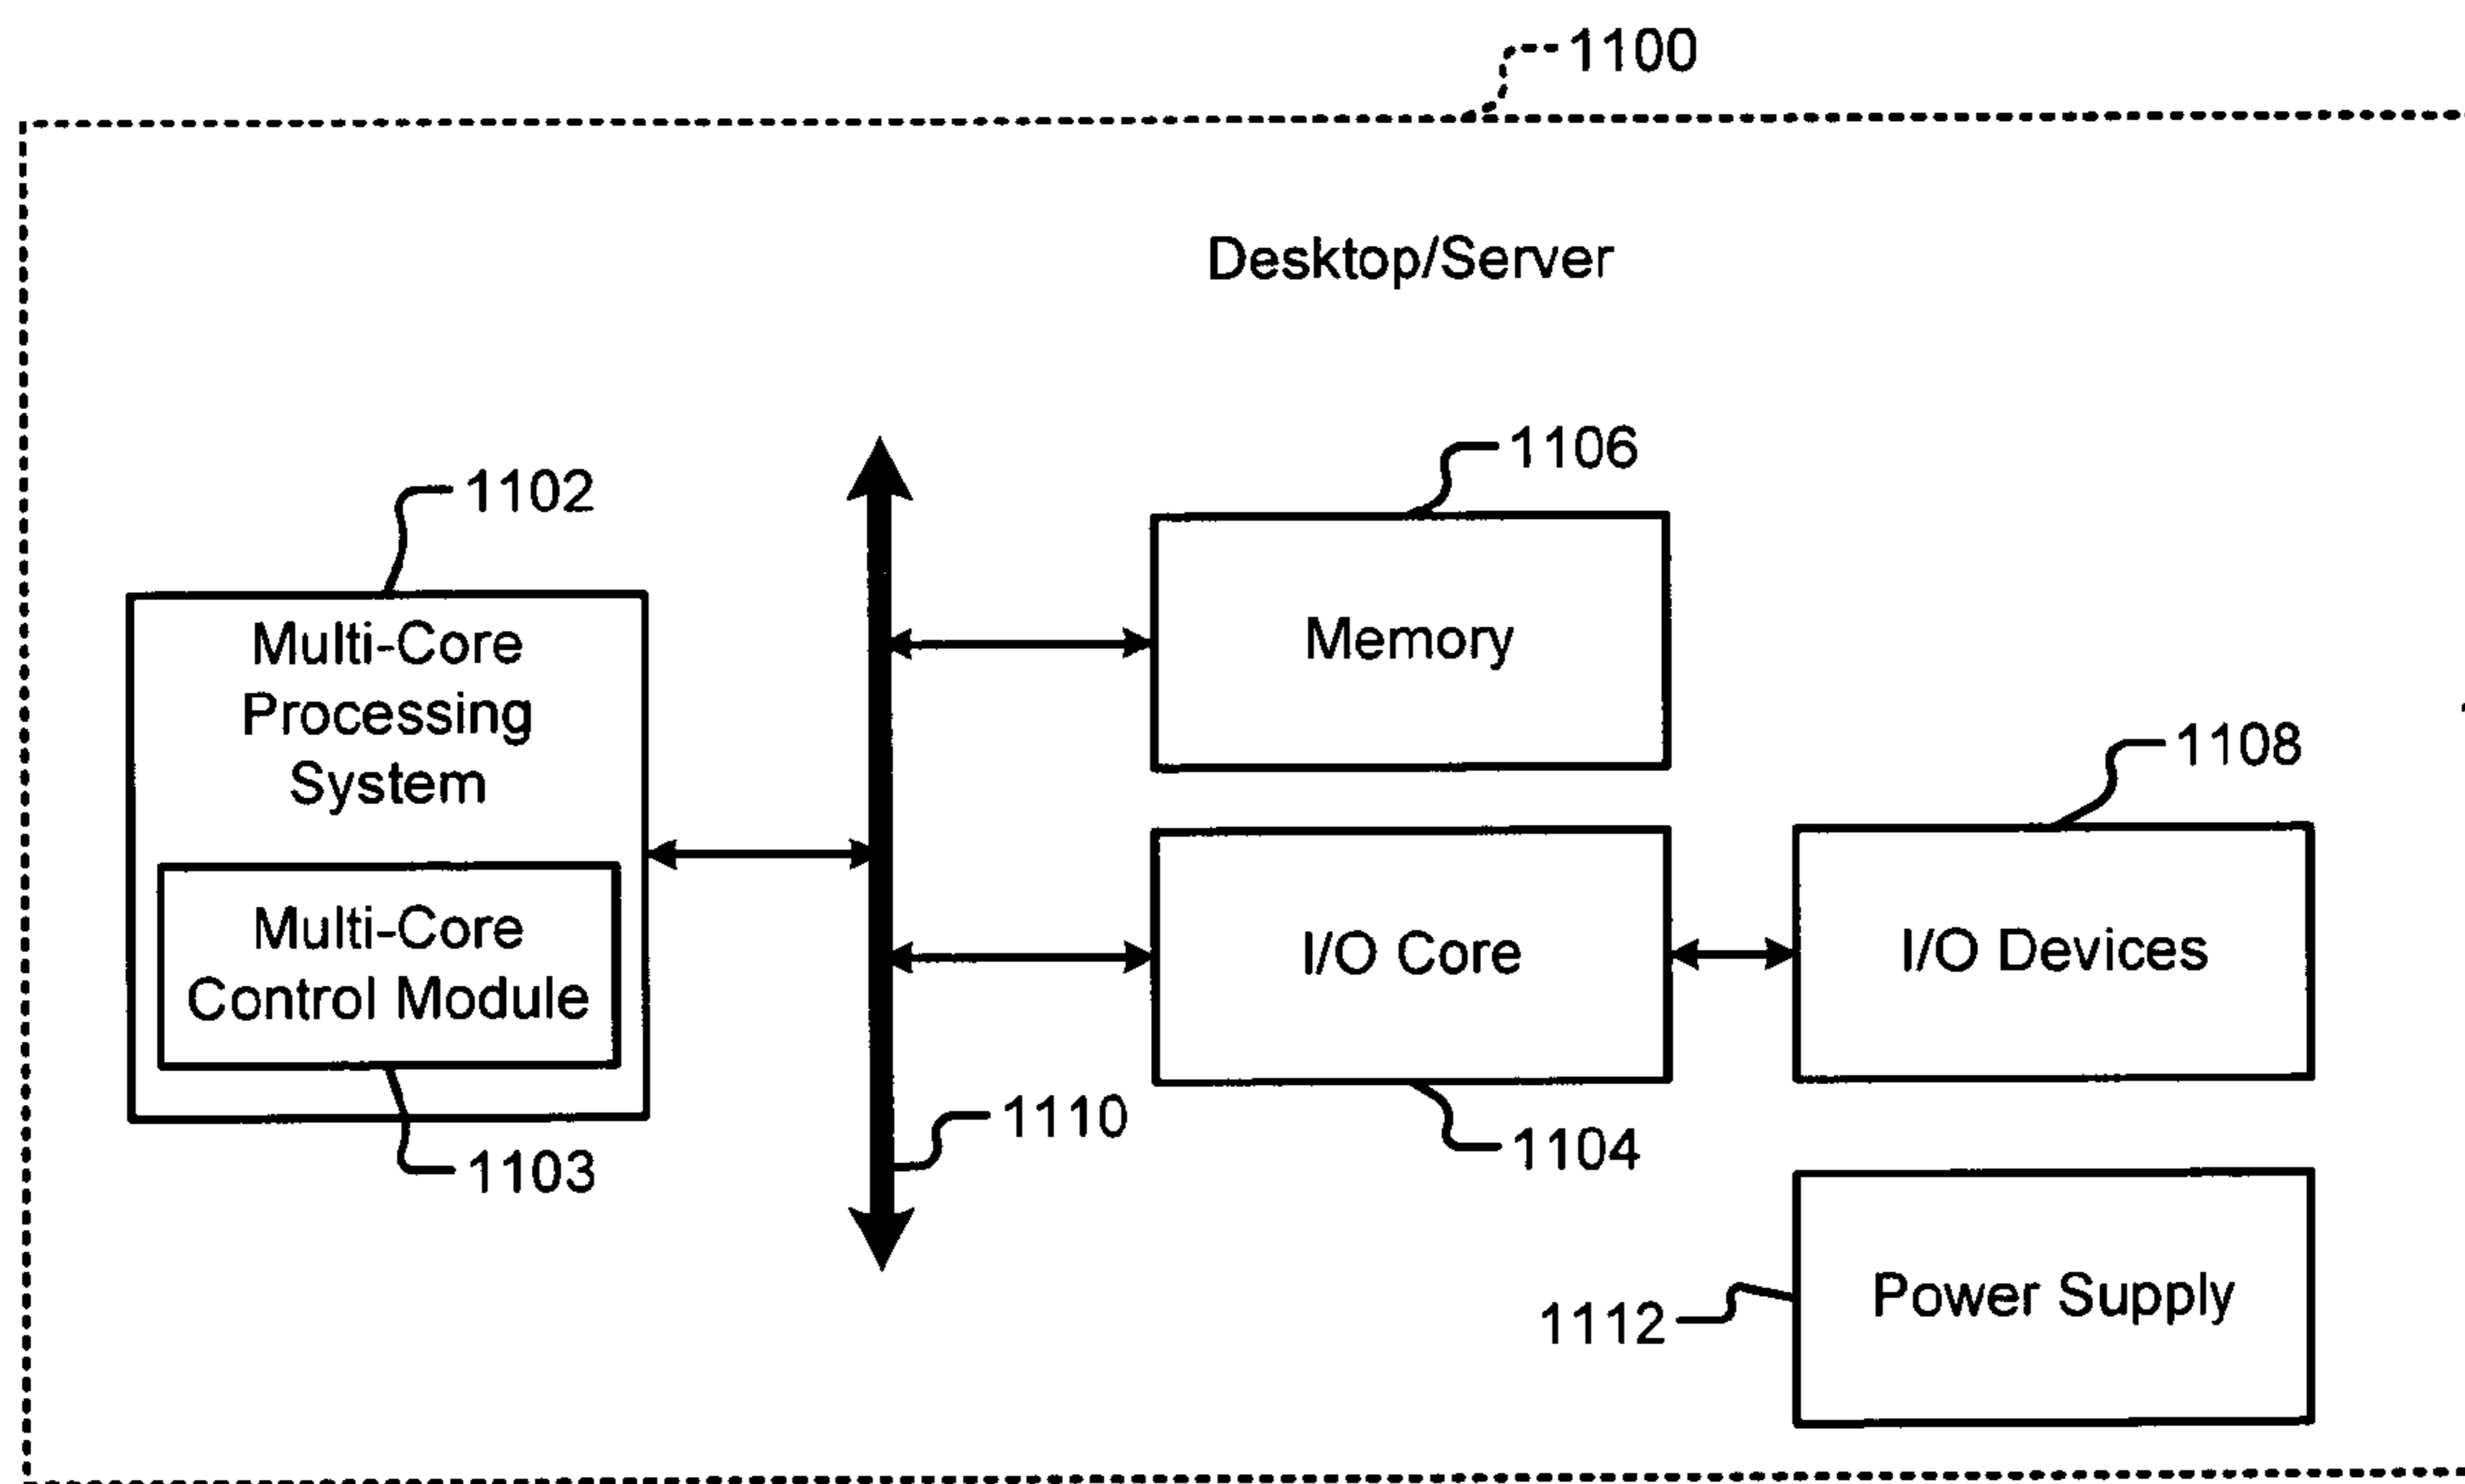 1100
Desktop/Server
1106
1102
Multi-Core
Processing
System
Memory
1108
Multi-Core
Control Module
I/O Core
I/O Devices
1110
1104
1103
Power Supply
1112